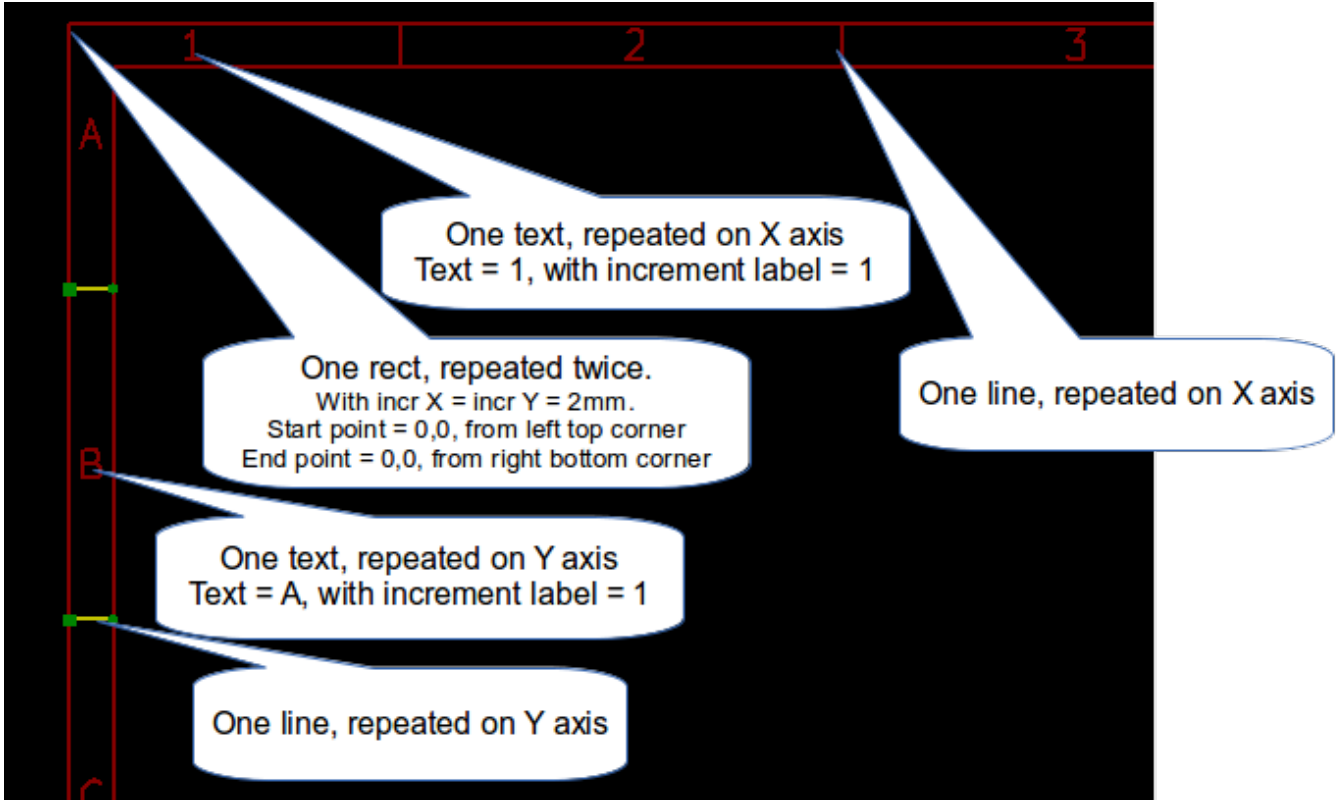 1
2
3
A
One text, repeated on X axis
Text = 1, with increment label = 1
One rect, repeated twice.
With incr X = incr Y = 2mm.
Start point = 0,0, from left top corner
End point = 0,0, from right bottom corner
One line, repeated on X axis
B
One text, repeated on Y axis
Text = A, with increment label = 1
One line, repeated on Y axis
C